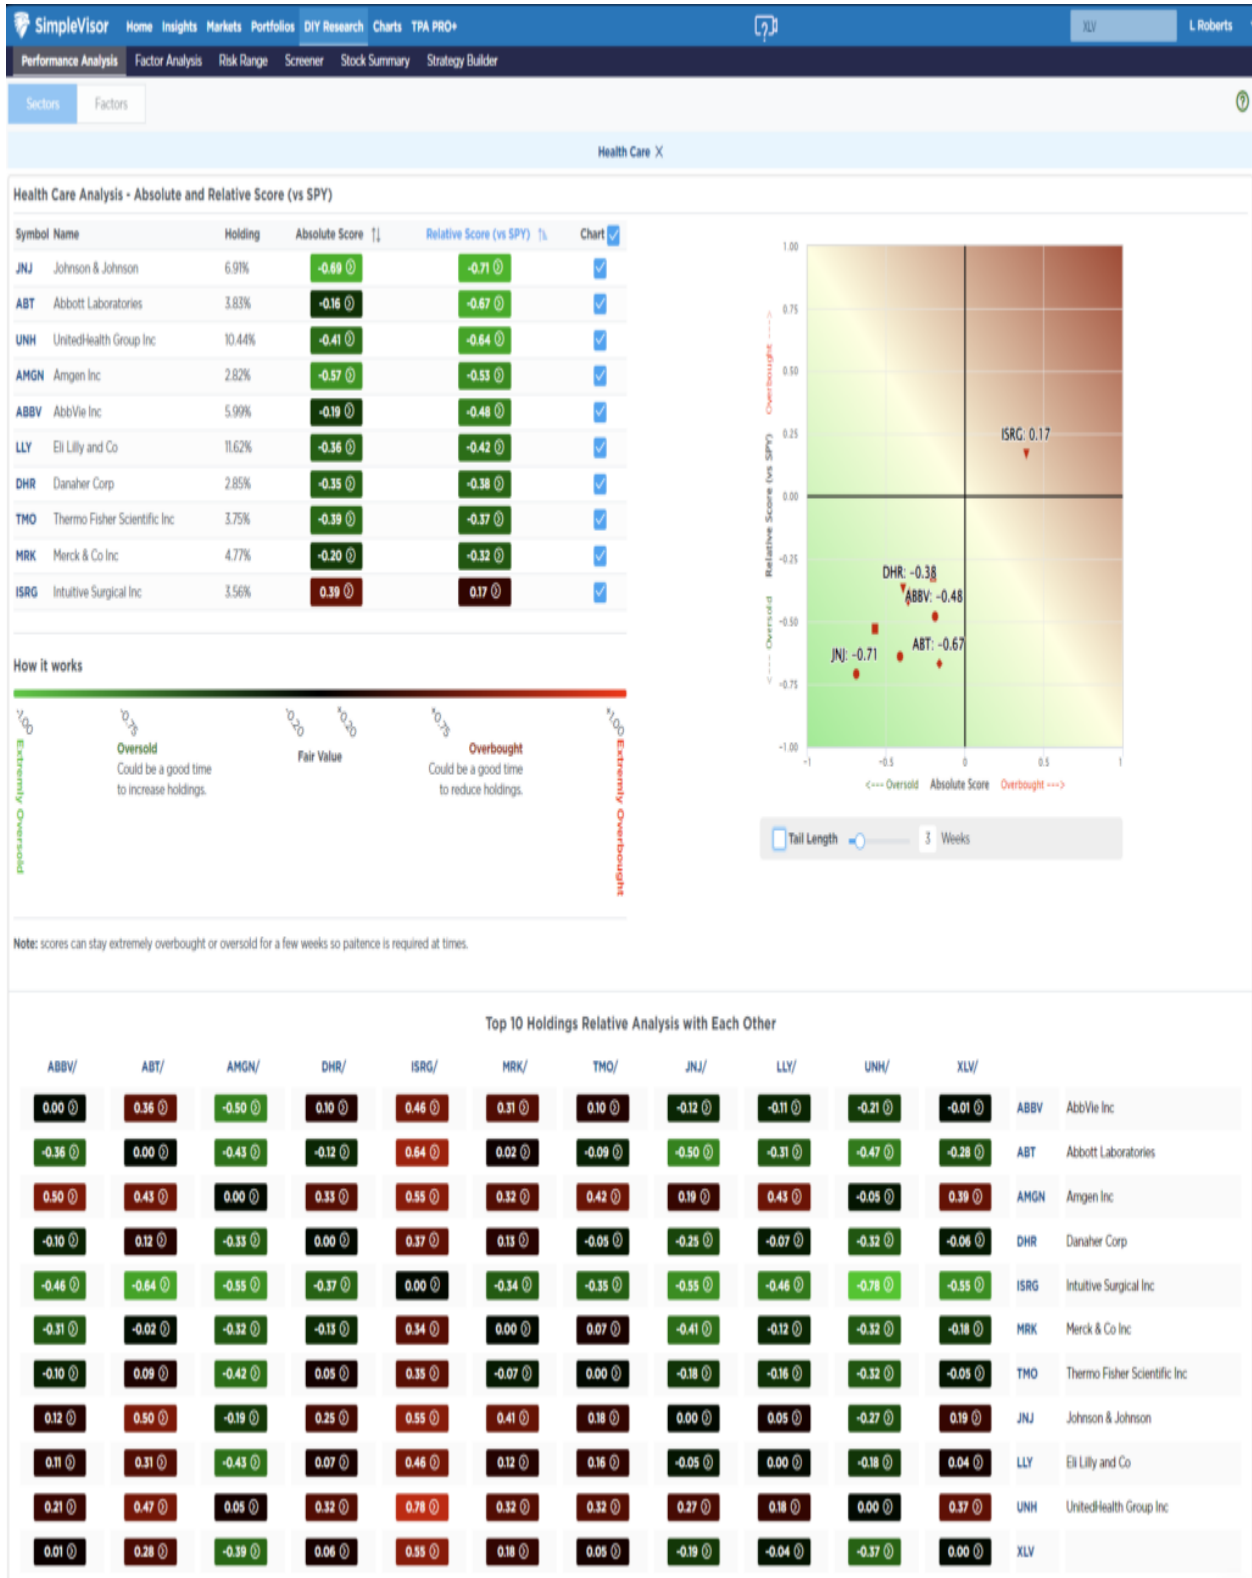 SimpleVisor Home Insights Markets Portfolios DIY Research Charts TPA PRO+ XLV L Roberts
Performance Analysis Factor Analysis Risk Range Screener Stock Summary Strategy Builder
Sectors Factors
Health Care X
Health Care Analysis - Absolute and Relative Score (vs SPY)
Symbol Name Holding Absolute Score Relative Score (vs SPY) Chart
JNJ Johnson & Johnson 6.91% -0.69 -0.71
ABT Abbott Laboratories 3.83% -0.16 -0.67
UNH UnitedHealth Group Inc 10.44% -0.41 -0.64
AMGN Amgen Inc 2.82% -0.57 -0.53
ABBV AbbVie Inc 5.99% -0.19 -0.48
LLY Eli Lilly and Co 11.62% -0.36 -0.42
DHR Danaher Corp 2.85% -0.35 -0.38
TMO Thermo Fisher Scientific Inc 3.75% -0.39 -0.37
MRK Merck & Co Inc 4.77% -0.20 -0.32
ISRG Intuitive Surgical Inc 3.56% 0.39 0.17
How it works
-1.00 -0.75 -0.20 +0.20 +0.75 +1.00
Extremly Oversold
Oversold
Could be a good time
to increase holdings.
Fair Value
Overbought
Could be a good time
to reduce holdings.
Extremly Overbought
Note: scores can stay extremely overbought or oversold for a few weeks so paitence is required at times.
1.00
0.75
0.50
0.25
0.00
-0.25
-0.50
-0.75
-1.00
<--- Oversold Relative Score (vs SPY) Overbought --->
ISRG: 0.17
DHR: -0.38
ABBV: -0.48
ABT: -0.67
JNJ: -0.71
-1 -0.5 0 0.5 1
<--- Oversold Absolute Score Overbought --->
Tail Length 3 Weeks
Top 10 Holdings Relative Analysis with Each Other
ABBV/ ABT/ AMGN/ DHR/ ISRG/ MRK/ TMO/ JNJ/ LLY/ UNH/ XLV/
0.00 0.36 -0.50 0.10 0.46 0.31 0.10 -0.12 -0.11 -0.21 -0.01 ABBV AbbVie Inc
-0.36 0.00 -0.43 -0.12 0.64 0.02 -0.09 -0.50 -0.31 -0.47 -0.28 ABT Abbott Laboratories
0.50 0.43 0.00 0.33 0.55 0.32 0.42 0.19 0.43 -0.05 0.39 AMGN Amgen Inc
-0.10 0.12 -0.33 0.00 0.37 0.13 -0.05 -0.25 -0.07 -0.32 -0.06 DHR Danaher Corp
-0.46 -0.64 -0.55 -0.37 0.00 -0.34 -0.35 -0.55 -0.46 -0.78 -0.55 ISRG Intuitive Surgical Inc
-0.31 -0.02 -0.32 -0.13 0.34 0.00 0.07 -0.41 -0.12 -0.32 -0.18 MRK Merck & Co Inc
-0.10 0.09 -0.42 0.05 0.35 -0.07 0.00 -0.18 -0.16 -0.32 -0.05 TMO Thermo Fisher Scientific Inc
0.12 0.50 -0.19 0.25 0.55 0.41 0.18 0.00 0.05 -0.27 0.19 JNJ Johnson & Johnson
0.11 0.31 -0.43 0.07 0.46 0.12 0.16 -0.05 0.00 -0.18 0.04 LLY Eli Lilly and Co
0.21 0.47 0.05 0.32 0.78 0.32 0.32 0.27 0.18 0.00 0.37 UNH UnitedHealth Group Inc
0.01 0.28 -0.39 0.06 0.55 0.18 0.05 -0.19 -0.04 -0.37 0.00 XLV